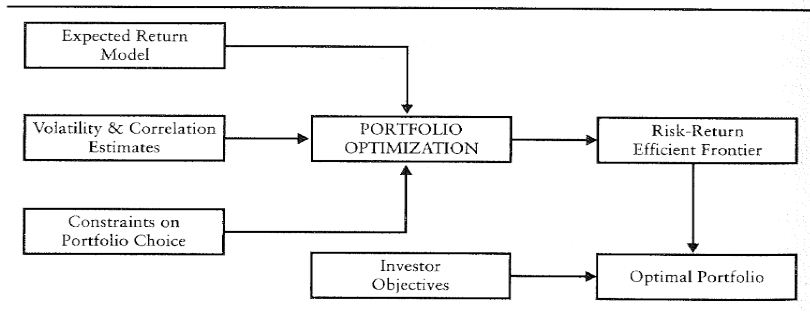 Expected Return
Model
Volatility & Correlation
Estimates
PORTFOLIO
OPTIMIZATION
Risk-Return
Efficient Frontier
Constraints on
Portfolio Choice
Investor
Objectives
Optimal Portfolio